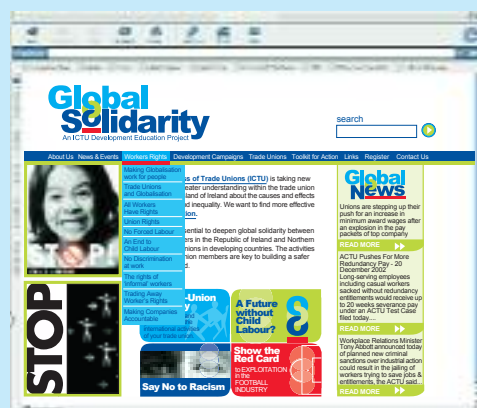 Global
Solidarity
An ICTU Development Education Project
search
About Us News & Events Workers Rights Development Campaigns Trade Unions Toolkit for Action Links Register Contact Us
Making Globalisation
work for people
Trade Unions
and Globalisation
All Workers
Have Rights
Union Rights
No Forced Labour
An End to
Child Labour
No Discrimination
at work
The rights of
'informal' workers
Trading Away
Worker's Rights
Making Companies
Accountable
ss of Trade Unions (ICTU) is taking new
eater understanding within the trade union
land of Ireland about the causes and effects
d inequality. We want to find more effective
on.
ential to deepen global solidarity between
ers in the Republic of Ireland and Northern
nions in developing countries. The activities
ion members are key to building a safer
d.
STOP
STOP
-Union
y
and
ble
International activities
of your trade union
A Future
without
Child
Labour?
Say No to Racism
Show the
Red Card
to EXPLOITATION
in the
FOOTBALL
INDUSTRY
Global
News
Unions are stepping up their
push for an increase in
minimum award wages after
an explosion in the pay
packets of top company
READ MORE
ACTU Pushes For More
Redundancy Pay - 20
December 2002
Long-serving employees
including casual workers
sacked without redundancy
entitlements would receive up
to 20 weeks severance pay
under an ACTU Test Case
filed today....
READ MORE
Workplace Relations Minister
Tony Abbott announced today
of planned new criminal
sanctions over industrial action
could result in the jailing of
workers trying to save jobs &
entitlements, the ACTU said...
READ MORE